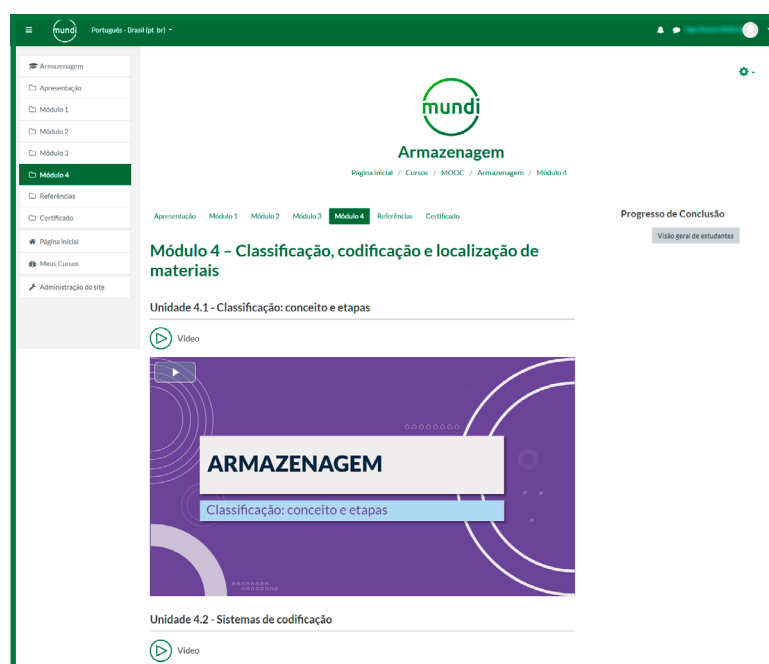 mundi
Português - Brasil (pt_br)
Armazenagem
Apresentação
Módulo 1
Módulo 2
Módulo 3
Módulo 4
Referências
Certificado
Página Inicial
Meus Cursos
Administração do site
mundi
Armazenagem
Página inicial / Cursos / MOOC / Armazenagem / Módulo 4
Apresentação Módulo 1 Módulo 2 Módulo 3 Módulo 4 Referências Certificado
Progresso de Conclusão
Visão geral de estudantes
Módulo 4 – Classificação, codificação e localização de
materiais
Unidade 4.1 - Classificação: conceito e etapas
Vídeo
ARMAZENAGEM
Classificação: conceito e etapas
Unidade 4.2 - Sistemas de codificação
Vídeo